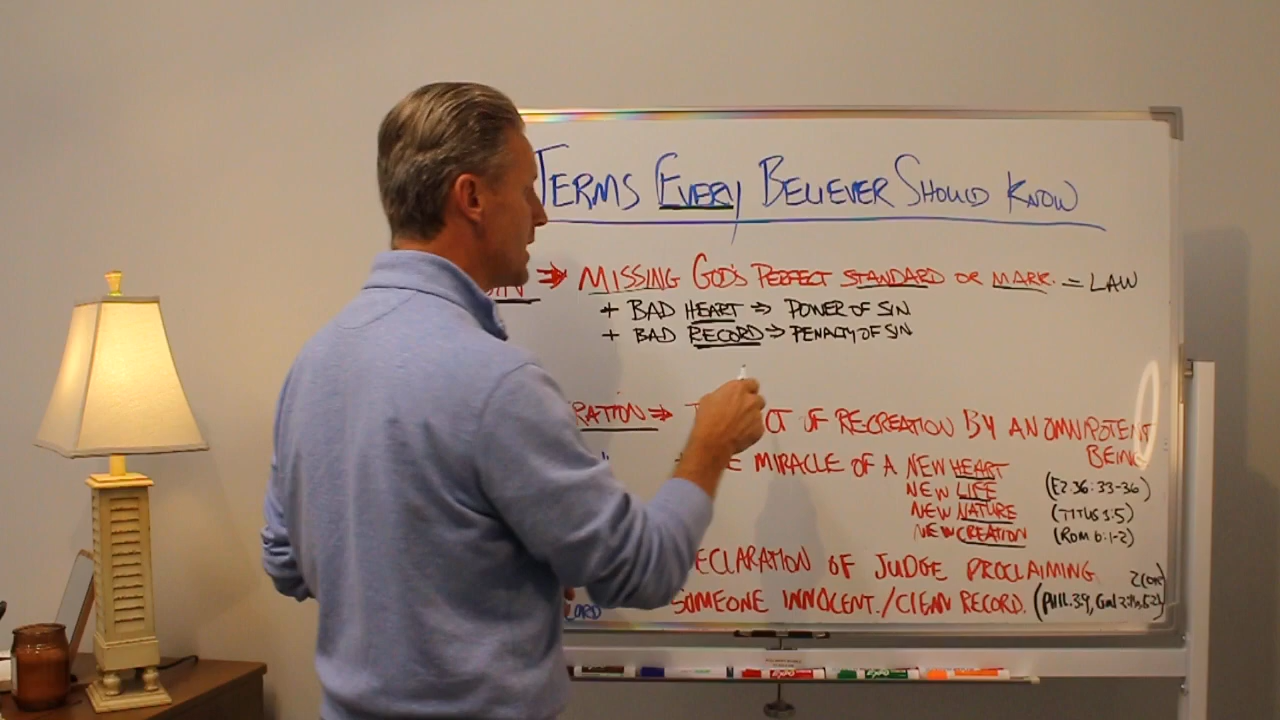 TERMS EVERY BELIEVER SHOULD KNOW
⇒ MISSING GOD'S PERFECT STANDARD OR MARK. = LAW
+ BAD HEART ⇒ POWER OF SIN
+ BAD RECORD ⇒ PENALTY OF SIN
RATION ⇒ OF RECREATION BY AN OMNIPOTENT
BEING
MIRACLE OF A NEW HEART
NEW LIFE (EZ. 36:33-36)
NEW NATURE (TITUS 3:5)
NEW CREATION (ROM 6:1-2)
DECLARATION OF JUDGE PROCLAIMING
SOMEONE INNOCENT./CLEAN RECORD.
EXPO
EXPO